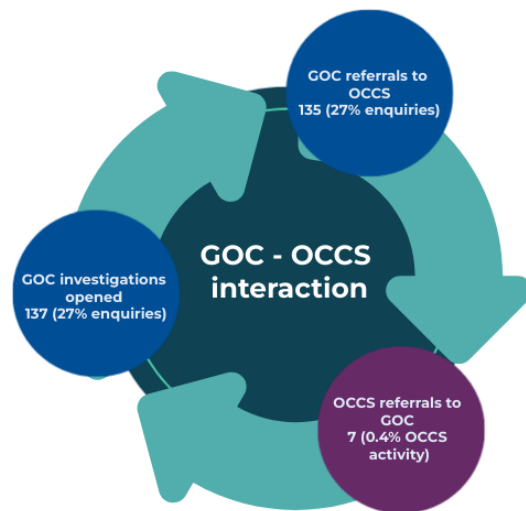 GOC referrals to
OCCS
135 (27% enquiries)
GOC - OCCS
interaction
GOC investigations
opened
137 (27% enquiries)
OCCS referrals to
GOC
7 (0.4% OCCS
activity)